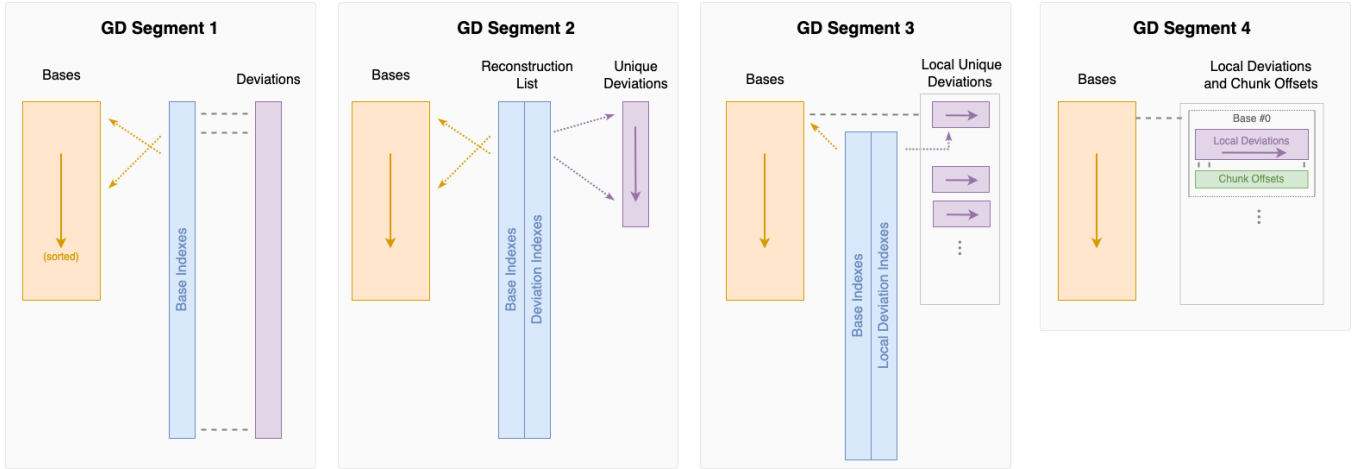 GD Segment 1
Bases
Deviations
(sorted)
Base Indexes
GD Segment 2
Bases
Reconstruction
List
Unique
Deviations
Base Indexes
Deviation Indexes
GD Segment 3
Bases
Local Unique
Deviations
Base Indexes
Local Deviation Indexes
GD Segment 4
Bases
Local Deviations
and Chunk Offsets
Base #0
Local Deviations
Chunk Offsets